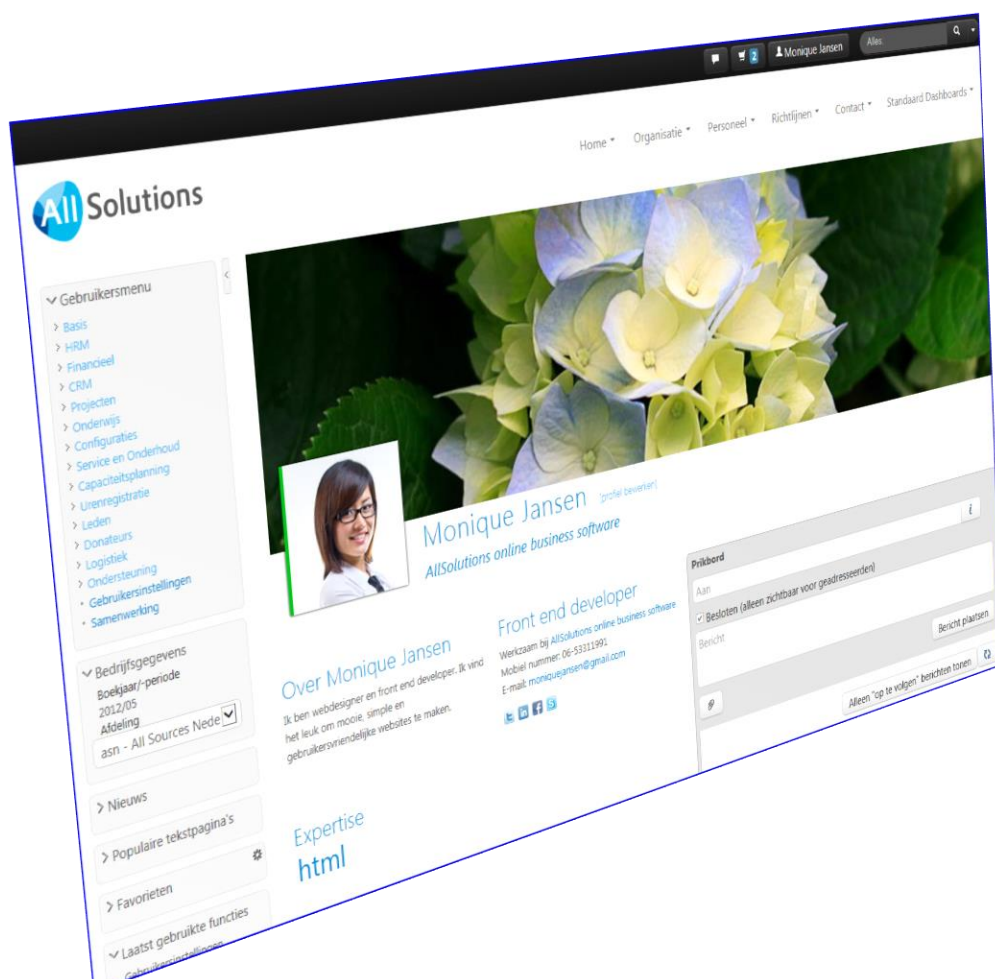 2
Monique Jansen
Alles
Home
Organisatie
Personeel
Richtlijnen
Contact
Standaard Dashboards
All Solutions
Gebruikersmenu
Basis
HRM
Financieel
CRM
Projecten
Onderwijs
Configuraties
Service en Onderhoud
Capaciteitsplanning
Urenregistratie
Leden
Donateurs
Logistiek
Ondersteuning
Gebruikersinstellingen
Samenwerking
Bedrijfsgegevens
Boekjaar/-periode
2012/05
Afdeling
asn - All Sources Nede
Nieuws
Populaire tekstpagina's
Favorieten
Laatst gebruikte functies
Gebruikersinstellingen
Monique Jansen [profiel bewerken]
AllSolutions online business software
Over Monique Jansen
Ik ben webdesigner en front end developer. Ik vind
het leuk om mooie, simple en
gebruikersvriendelijke websites te maken.
Front end developer
Werkzaam bij AllSolutions online business software
Mobiel nummer: 06-53311991
E-mail: moniquejansen@gmail.com
Expertise
html
Prikbord
Aan
i
Besloten (alleen zichtbaar voor geadresseerden)
Bericht
Bericht plaatsen
Alleen "op te volgen" berichten tonen